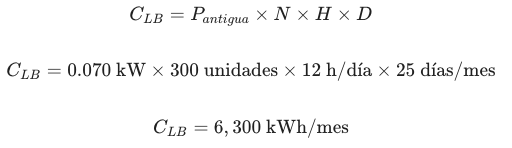 C_{LB} = P_{antigua} × N × H × D
C_{LB} = 0.070 kW × 300 unidades × 12 h/día × 25 días/mes
C_{LB} = 6,300 kWh/mes